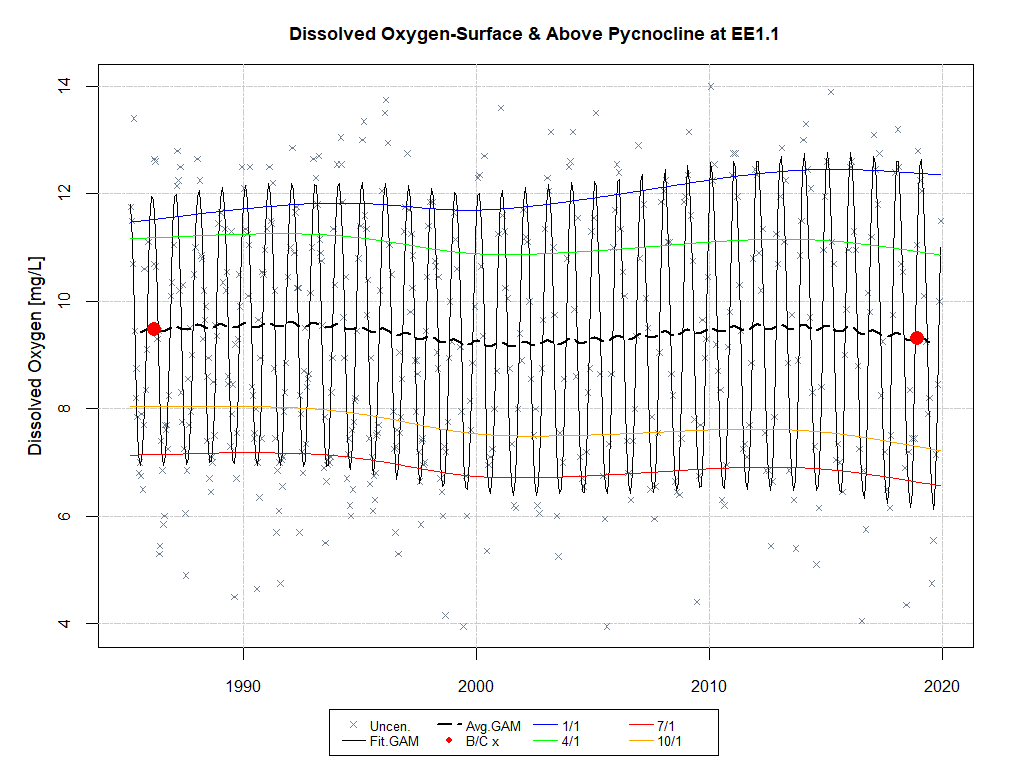 Dissolved Oxygen-Surface & Above Pycnocline at EE1.1
Dissolved Oxygen [mg/L]
14
12
10
8
6
4
1990 2000 2010 2020
Uncen. Avg.GAM 1/1 7/1
Fit.GAM B/C x 4/1 10/1